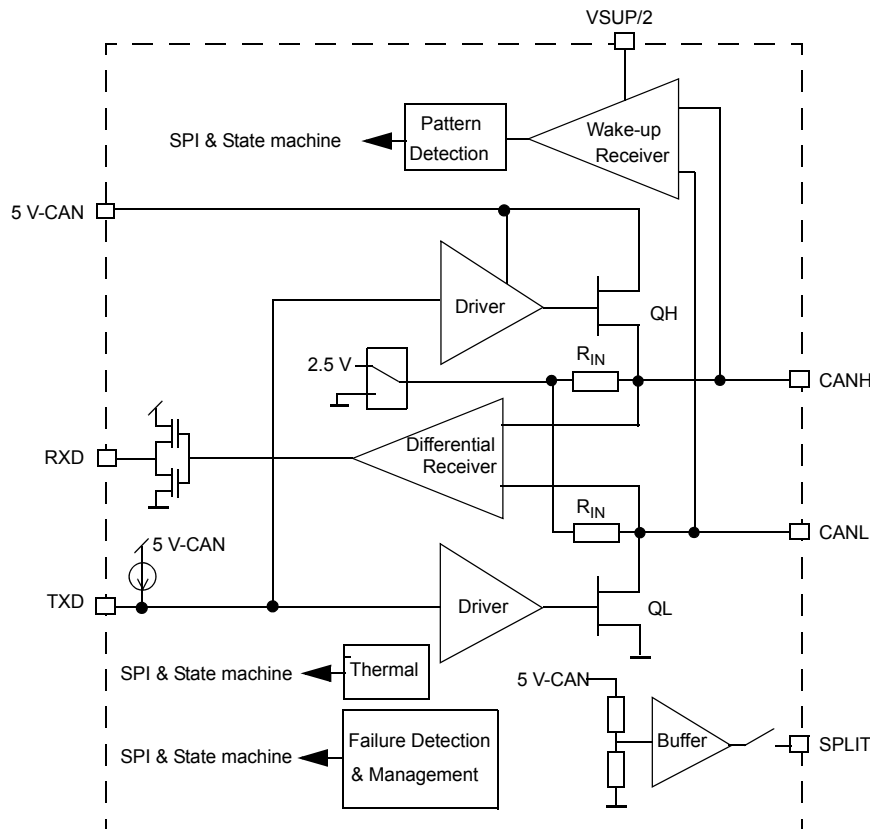 VSUP/2
SPI & State machine
Pattern
Detection
Wake-up
Receiver
5 V-CAN
Driver
QH
2.5 V
RIN
CANH
RXD
Differential
Receiver
RIN
CANL
5 V-CAN
TXD
Driver
QL
SPI & State machine
Thermal
5 V-CAN
SPI & State machine
Failure Detection
& Management
Buffer
SPLIT